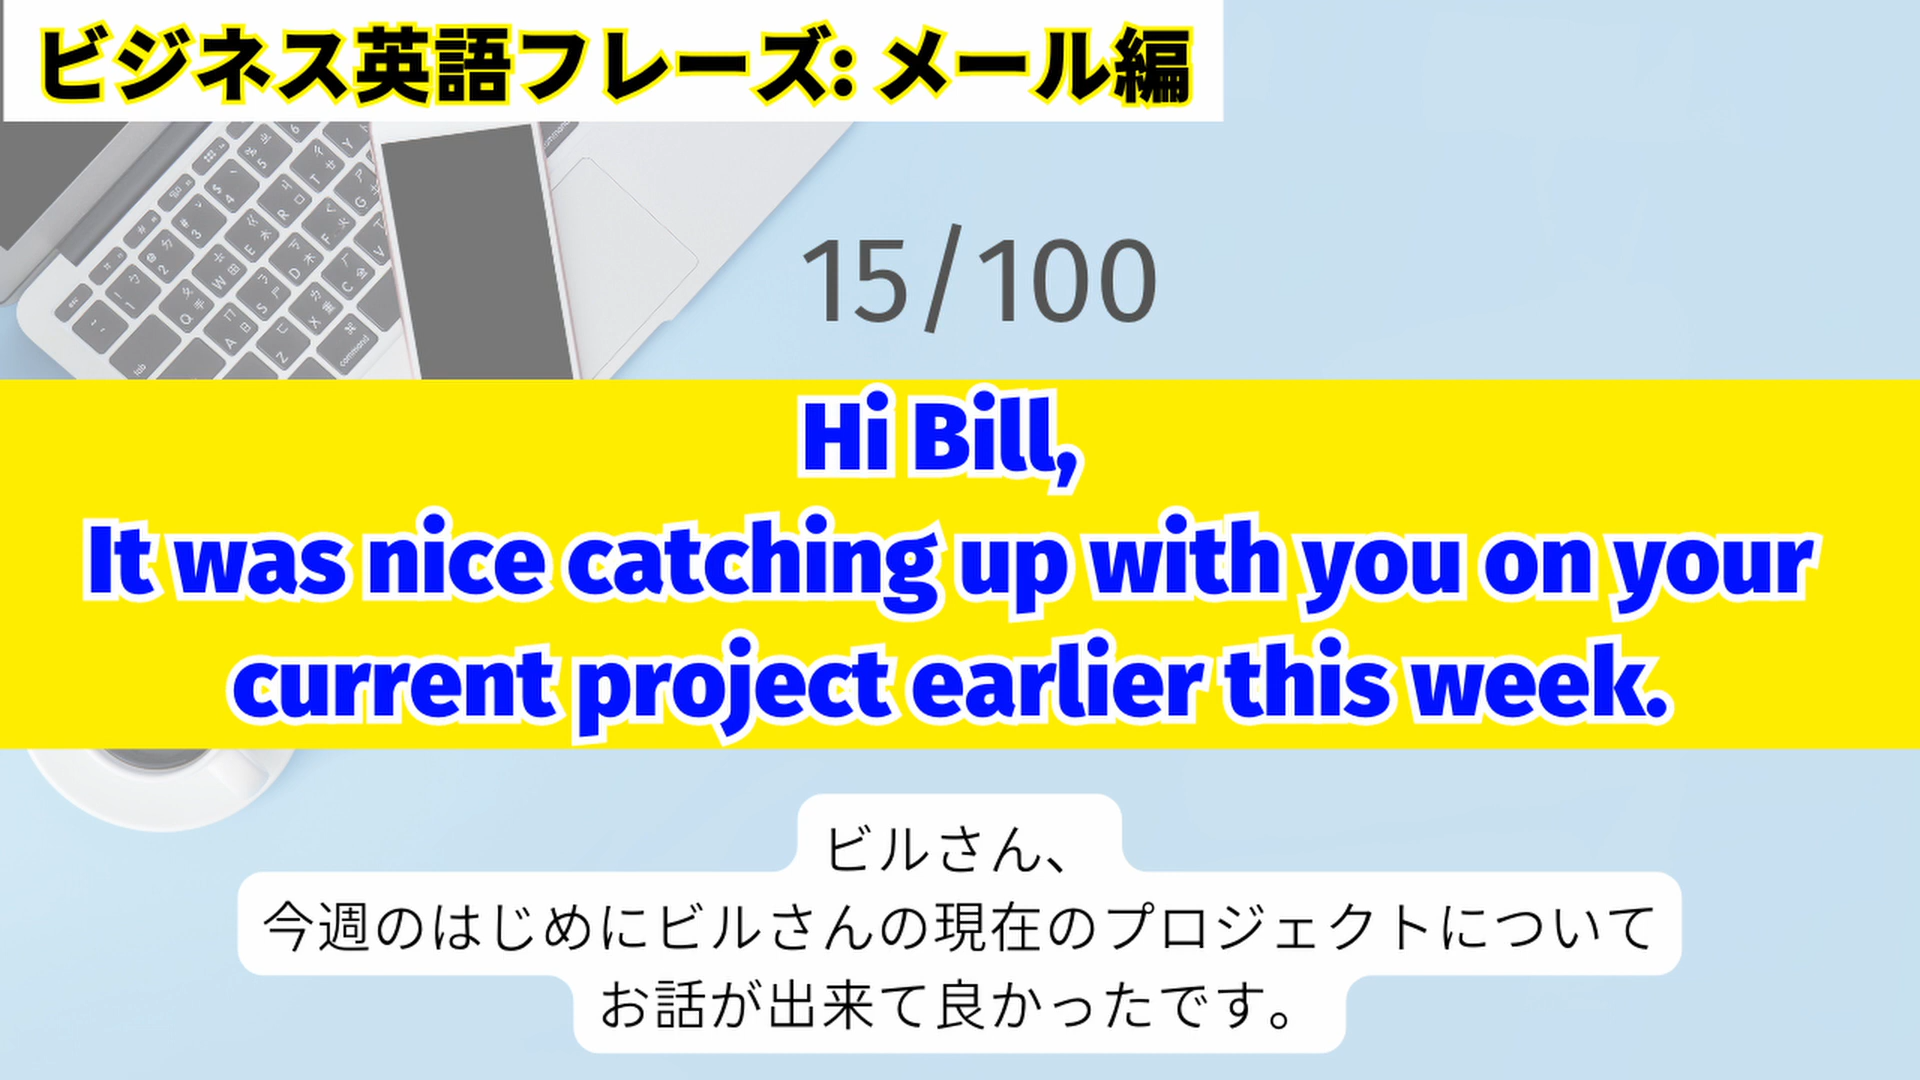 ビジネス英語フレーズ: メール編
15/100
Hi Bill,
It was nice catching up with you on your
current project earlier this week.
ビルさん、
今週のはじめにビルさんの現在のプロジェクトについて
お話が出来て良かったです。